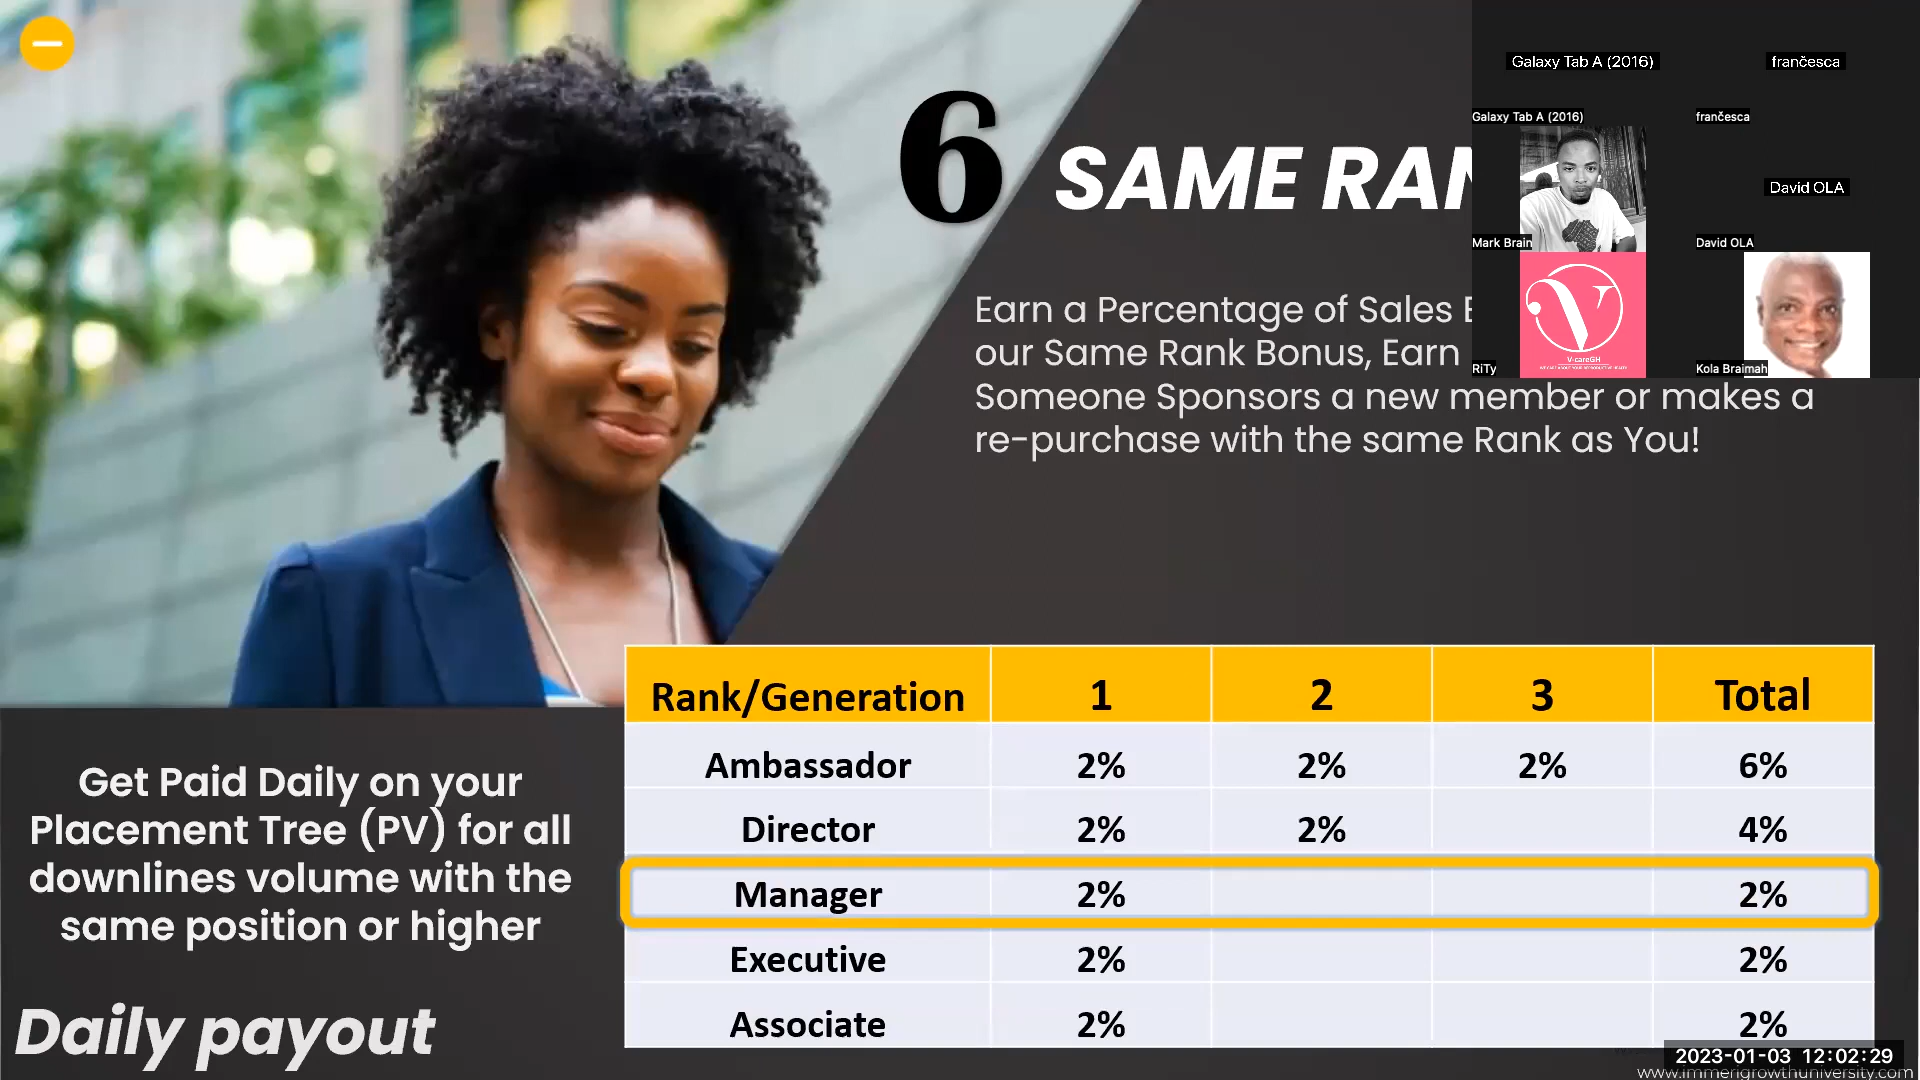 6
SAME RAN
Earn a Percentage of Sales
our Same Rank Bonus, Earn
Someone Sponsors a new member or makes a
re-purchase with the same Rank as You!
Galaxy Tab A (2016)
frančesca
Galaxy Tab A (2016)
frančesca
David OLA
Mark Brain
David OLA
V
V-careGH
RiTy
Kola Braimah
Rank/Generation 1 2 3 Total
Ambassador 2% 2% 2% 6%
Director 2% 2% 4%
Manager 2% 2%
Executive 2% 2%
Associate 2% 2%
Get Paid Daily on your
Placement Tree (PV) for all
downlines volume with the
same position or higher
Daily payout
2023-01-03 12:02:29
www.immerigrowthuniversity.com